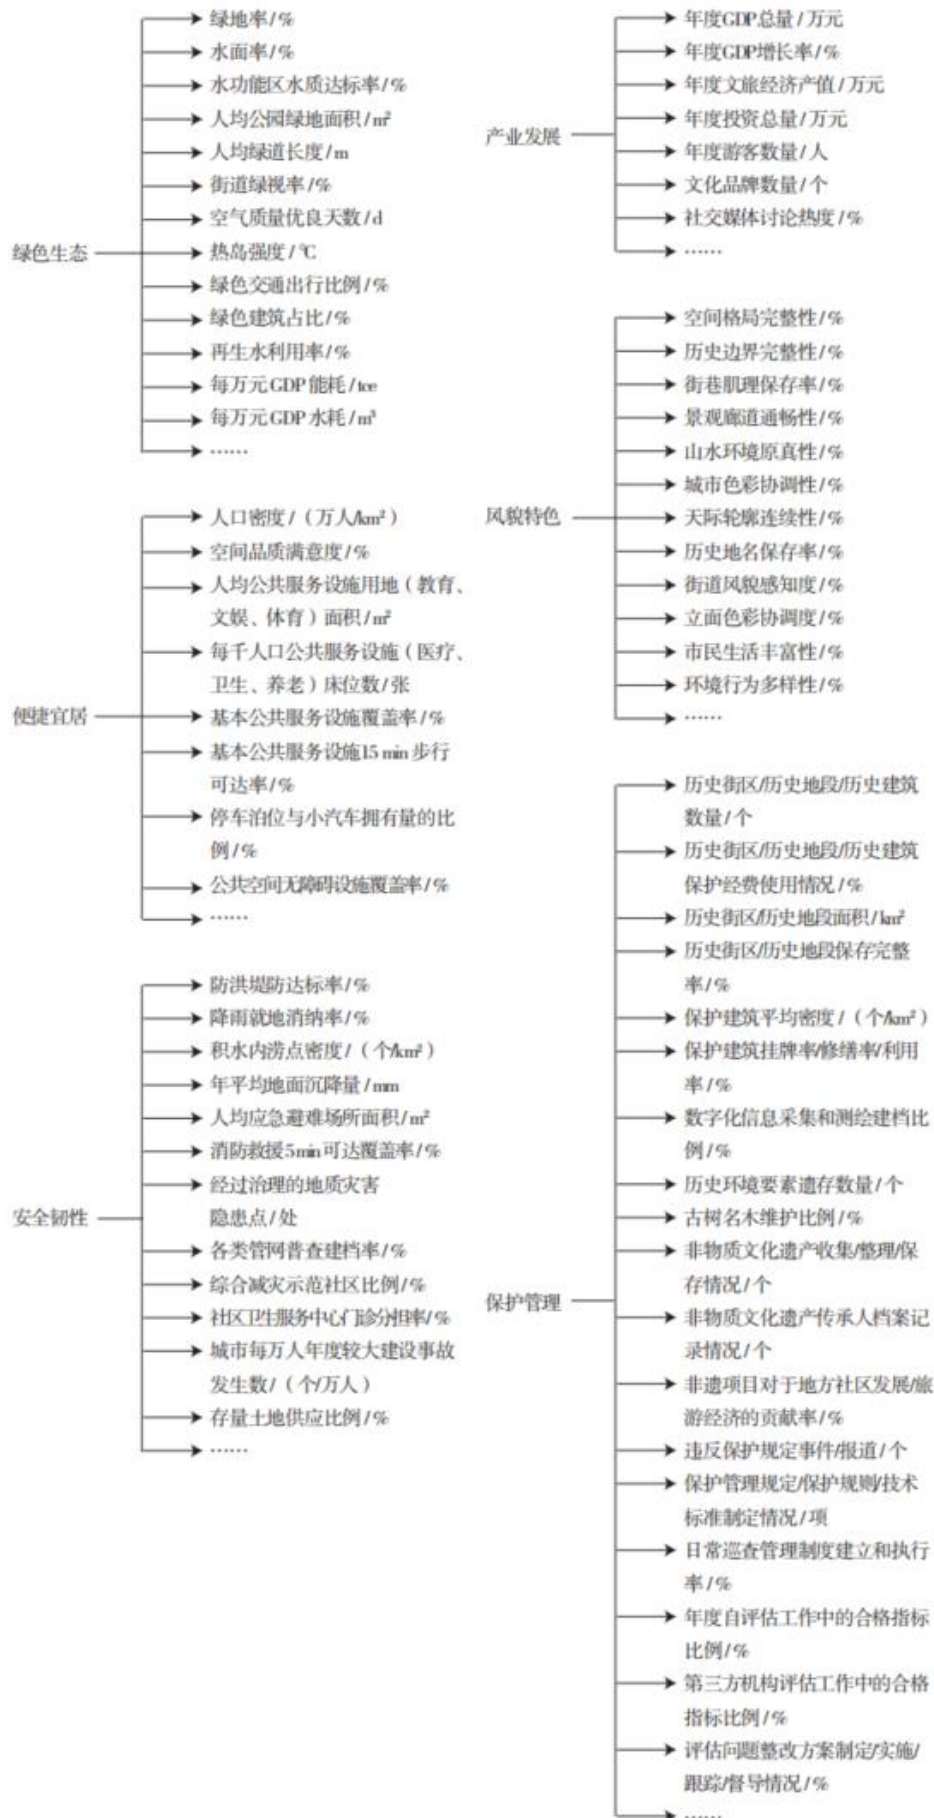 绿色生态
绿地率/%
水面率/%
水功能区水质达标率/%
人均公园绿地面积/m²
人均绿道长度/m
街道绿视率/%
空气质量优良天数/d
热岛强度/℃
绿色交通出行比例/%
绿色建筑占比/%
再生水利用率/%
每万元GDP能耗/tce
每万元GDP水耗/m³
……
便捷宜居
人口密度/（万人/km²）
空间品质满意度/%
人均公共服务设施用地（教育、
文娱、体育）面积/m²
每千人口公共服务设施（医疗、
卫生、养老）床位数/张
基本公共服务设施覆盖率/%
基本公共服务设施15 min步行
可达率/%
停车泊位与小汽车拥有量的比
例/%
公共空间无障碍设施覆盖率/%
……
安全韧性
防洪堤防达标率/%
降雨就地消纳率/%
积水内涝点密度/（个/km²）
年平均地面沉降量/mm
人均应急避难场所面积/m²
消防救援5min可达覆盖率/%
经过治理的地质灾害
隐患点/处
各类管网普查建档率/%
综合减灾示范社区比例/%
社区卫生服务中心门诊分担率/%
城市每万人年度较大建设事故
发生数/（个/万人）
存量土地供应比例/%
……
产业发展
年度GDP总量/万元
年度GDP增长率/%
年度文旅经济产值/万元
年度投资总量/万元
年度游客数量/人
文化品牌数量/个
社交媒体讨论热度/%
……
风貌特色
空间格局完整性/%
历史边界完整性/%
街巷肌理保存率/%
景观廊道通畅性/%
山水环境原真性/%
城市色彩协调性/%
天际轮廓连续性/%
历史地名保存率/%
街道风貌感知度/%
立面色彩协调度/%
市民生活丰富性/%
环境行为多样性/%
……
保护管理
历史街区/历史地段/历史建筑
数量/个
历史街区/历史地段/历史建筑
保护经费使用情况/%
历史街区/历史地段面积/km²
历史街区/历史地段保存完整
率/%
保护建筑平均密度/（个/km²）
保护建筑挂牌率/修缮率/利用
率/%
数字化信息采集和测绘建档比
例/%
历史环境要素遗存数量/个
古树名木维护比例/%
非物质文化遗产收集/整理/保
存情况/个
非物质文化遗产传承人档案记
录情况/个
非遗项目对于地方社区发展/旅
游经济的贡献率/%
违反保护规定事件/报道/个
保护管理规定/保护规则/技术
标准制定情况/项
日常巡查管理制度建立和执行
率/%
年度自评估工作中的合格指标
比例/%
第三方机构评估工作中的合格
指标比例/%
评估问题整改方案制定/实施/
跟踪/督导情况/%
……